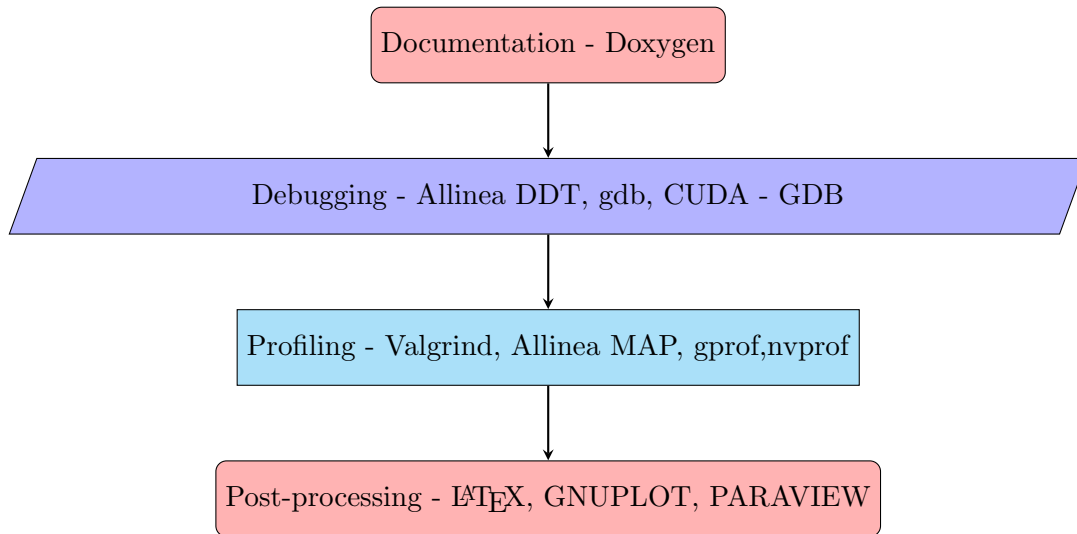 Documentation - Doxygen
Debugging - Allinea DDT, gdb, CUDA - GDB
Profiling - Valgrind, Allinea MAP, gprof,nvprof
Post-processing - LATEX, GNUPLOT, PARAVIEW